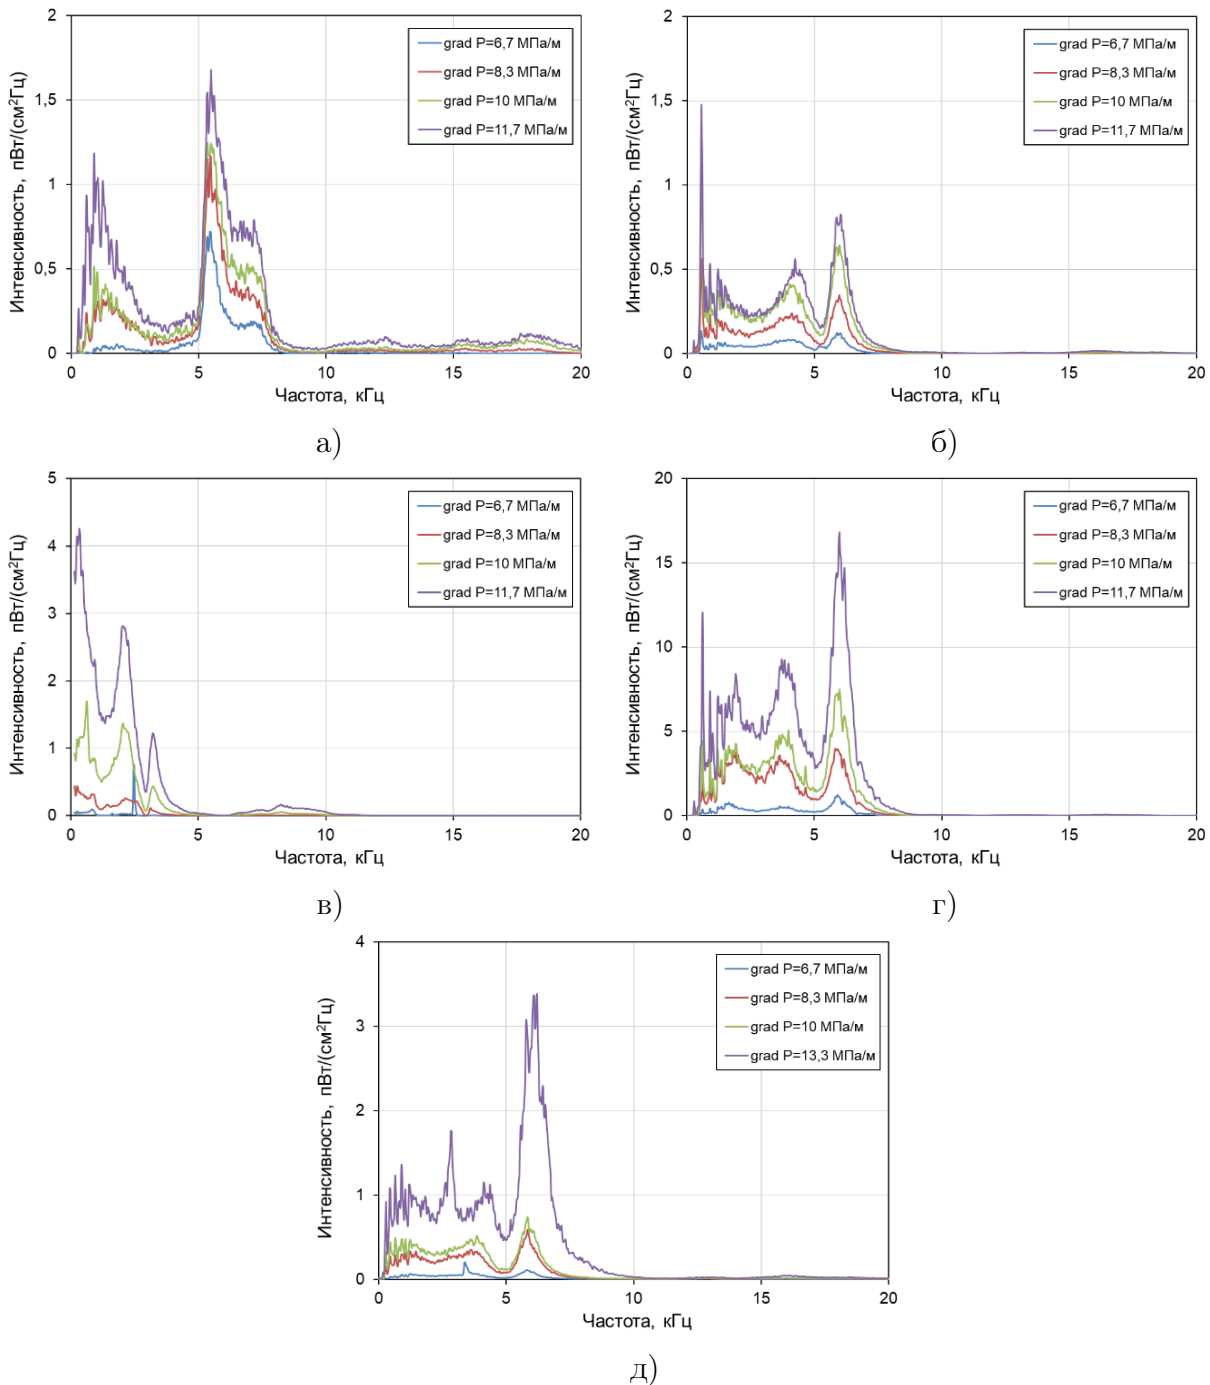 2
1,5
1
0,5
0
0
5
10
15
20
Интенсивность, пВт/(см²Гц)
Частота, кГц
grad P=6,7 МПа/м
grad P=8,3 МПа/м
grad P=10 МПа/м
grad P=11,7 МПа/м
а)
2
1,5
1
0,5
0
0
5
10
15
20
Интенсивность, пВт/(см²Гц)
Частота, кГц
grad P=6,7 МПа/м
grad P=8,3 МПа/м
grad P=10 МПа/м
grad P=11,7 МПа/м
б)
5
4
3
2
1
0
0
5
10
15
20
Интенсивность, пВт/(см²Гц)
Частота, кГц
grad P=6,7 МПа/м
grad P=8,3 МПа/м
grad P=10 МПа/м
grad P=11,7 МПа/м
в)
20
15
10
5
0
0
5
10
15
20
Интенсивность, пВт/(см²Гц)
Частота, кГц
grad P=6,7 МПа/м
grad P=8,3 МПа/м
grad P=10 МПа/м
grad P=11,7 МПа/м
г)
4
3
2
1
0
0
5
10
15
20
Интенсивность, пВт/(см²Гц)
Частота, кГц
grad P=6,7 МПа/м
grad P=8,3 МПа/м
grad P=10 МПа/м
grad P=13,3 МПа/м
д)